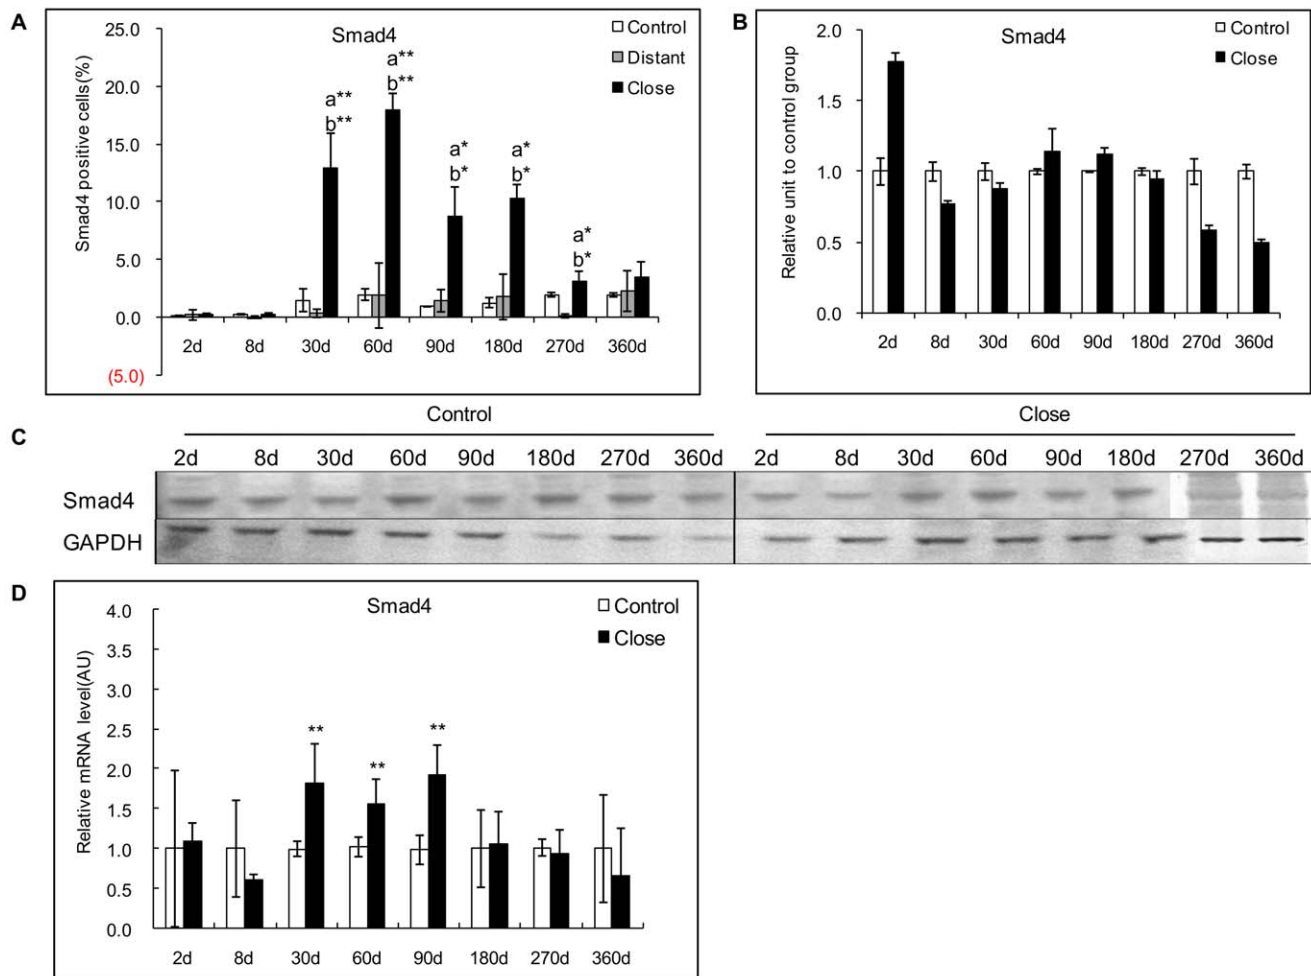 A
Smad4
Smad4 positive cells(%)
25.0
20.0
15.0
10.0
5.0
0.0
(5.0)
Control
Distant
Close
a**
b**
a**
b**
a*
b*
a*
b*
a*
b*
2d 8d 30d 60d 90d 180d 270d 360d
B
Smad4
Relative unit to control group
2.0
1.5
1.0
0.5
0.0
Control
Close
2d 8d 30d 60d 90d 180d 270d 360d
C
Control Close
2d 8d 30d 60d 90d 180d 270d 360d 2d 8d 30d 60d 90d 180d 270d 360d
Smad4
GAPDH
D
Smad4
Relative mRNA level(AU)
4.0
3.5
3.0
2.5
2.0
1.5
1.0
0.5
0.0
Control
Close
** ** **
2d 8d 30d 60d 90d 180d 270d 360d